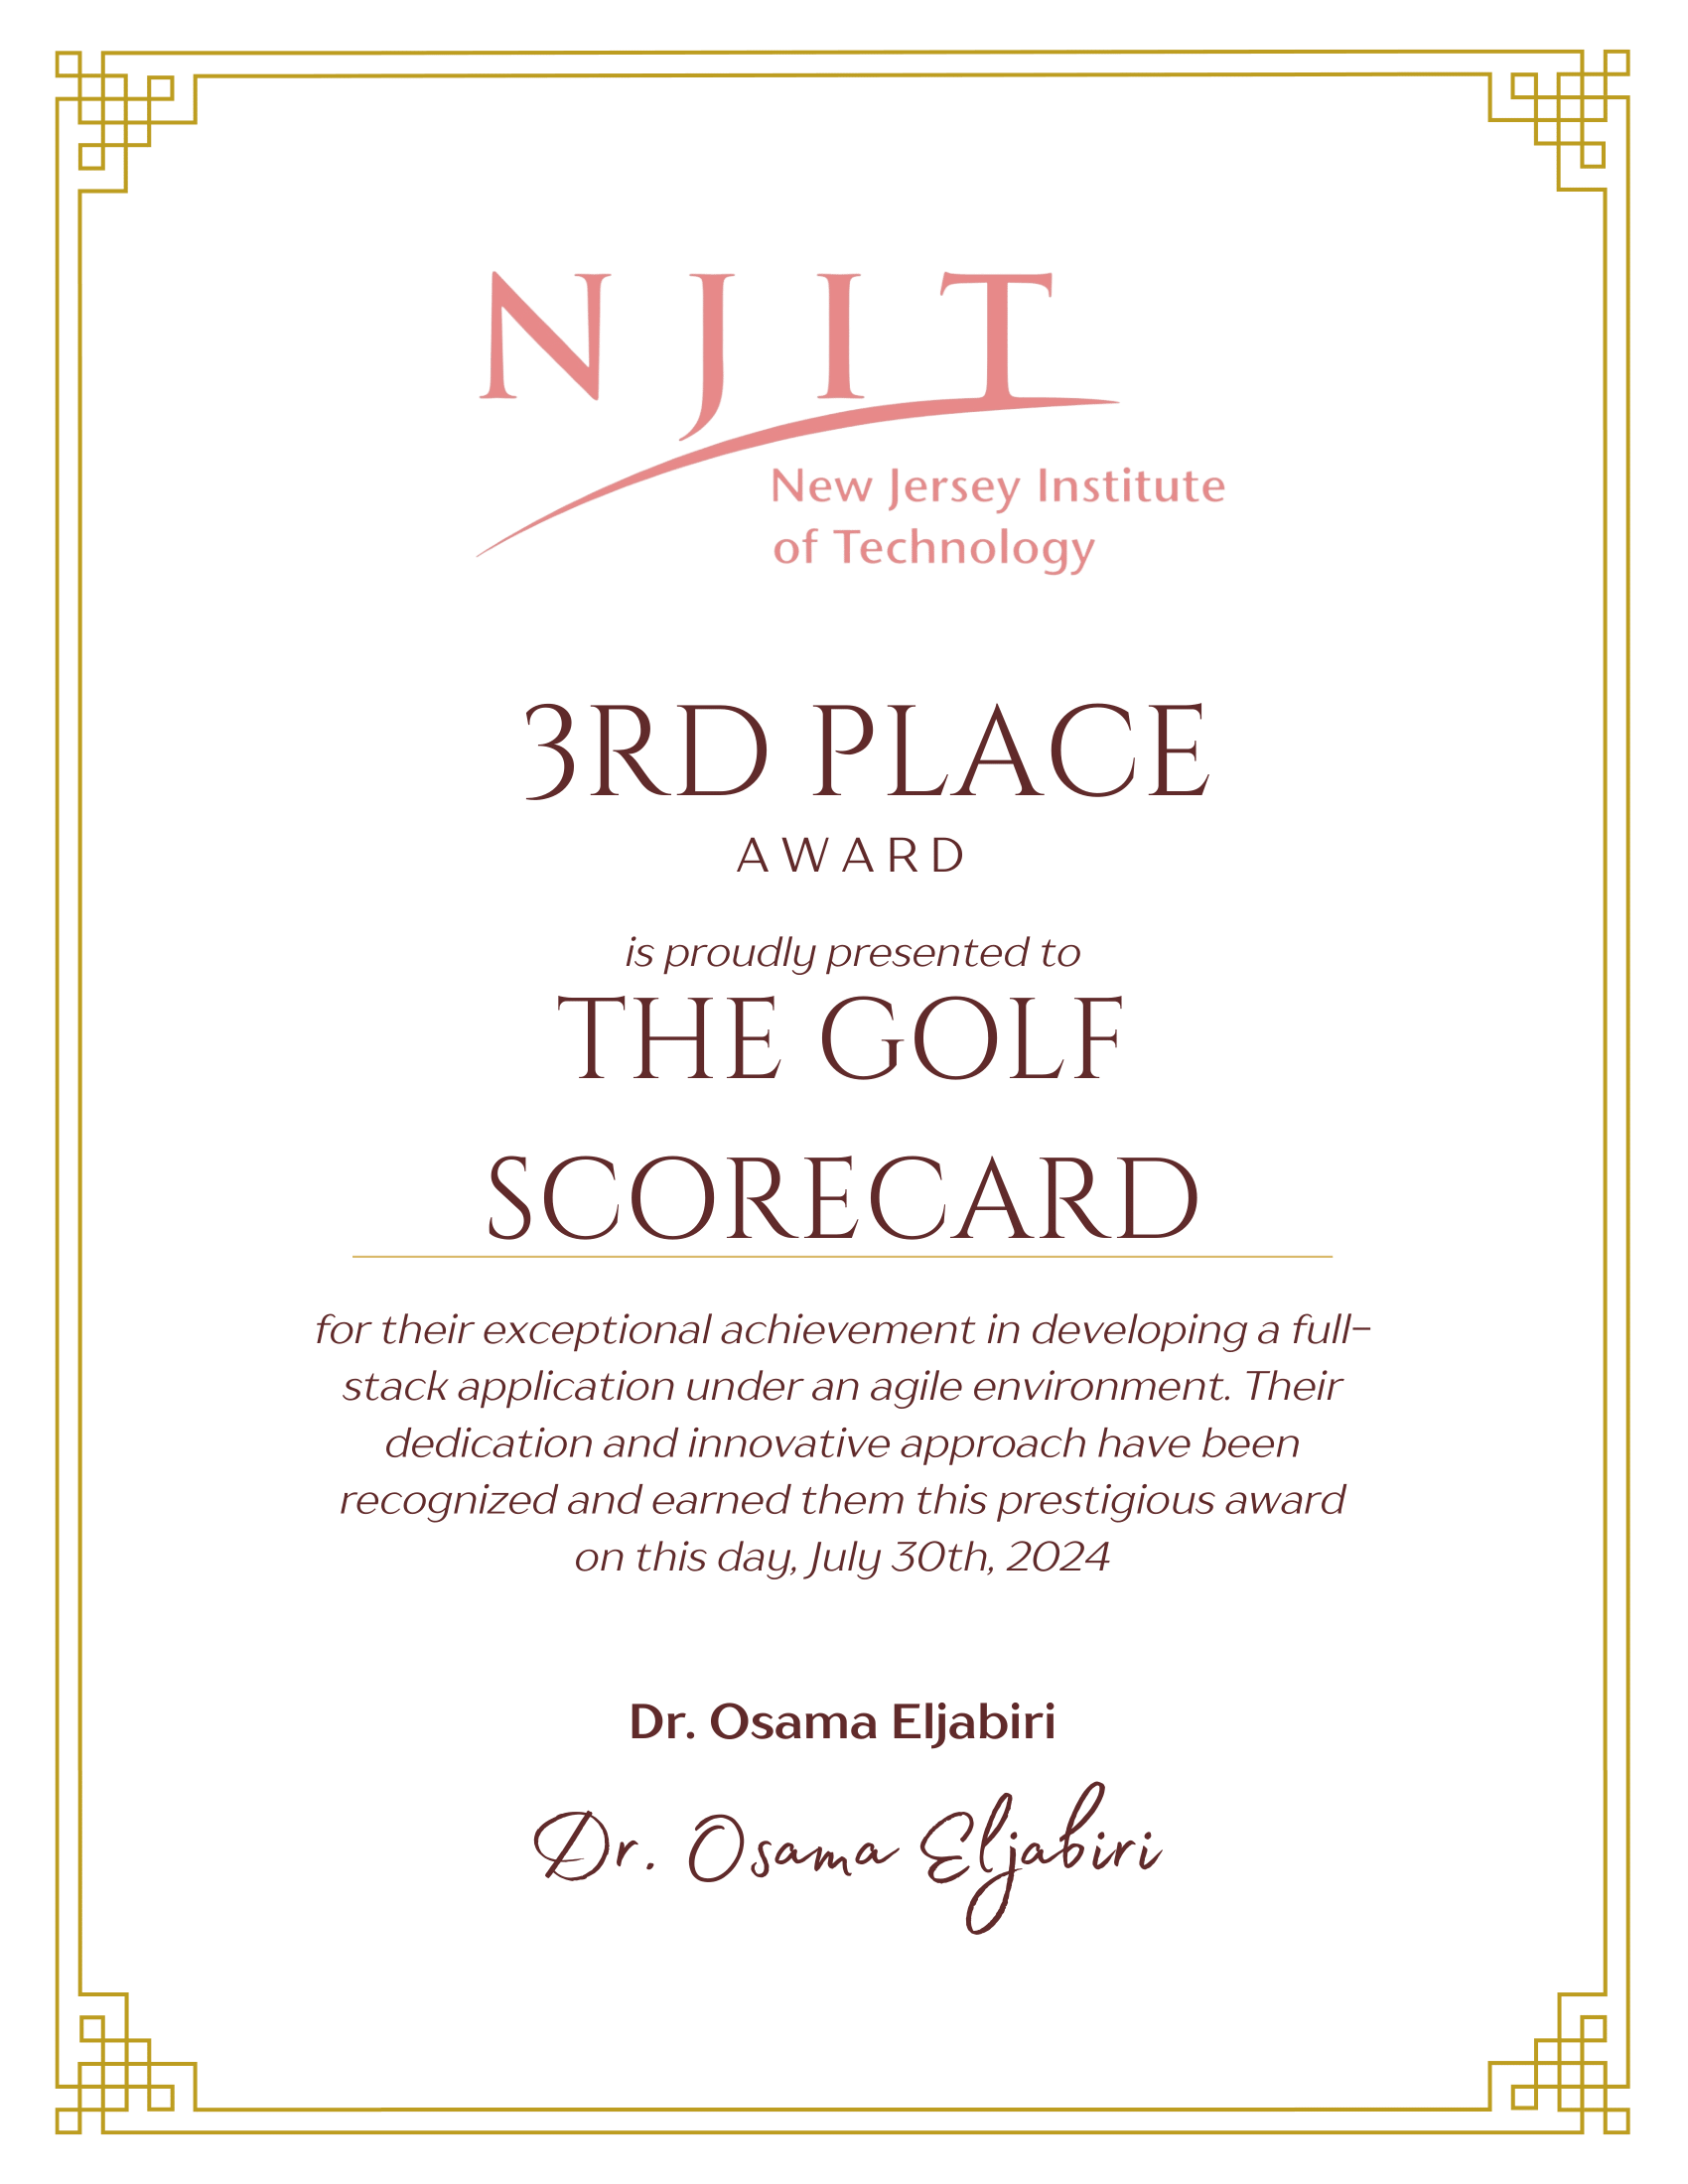 NJIT
New Jersey Institute
of Technology
3RD PLACE
AWARD
is proudly presented to
THE GOLF
SCORECARD
for their exceptional achievement in developing a full-
stack application under an agile environment. Their
dedication and innovative approach have been
recognized and earned them this prestigious award
on this day, July 30th, 2024
Dr. Osama Eljabiri
Dr. Osama Eljabiri